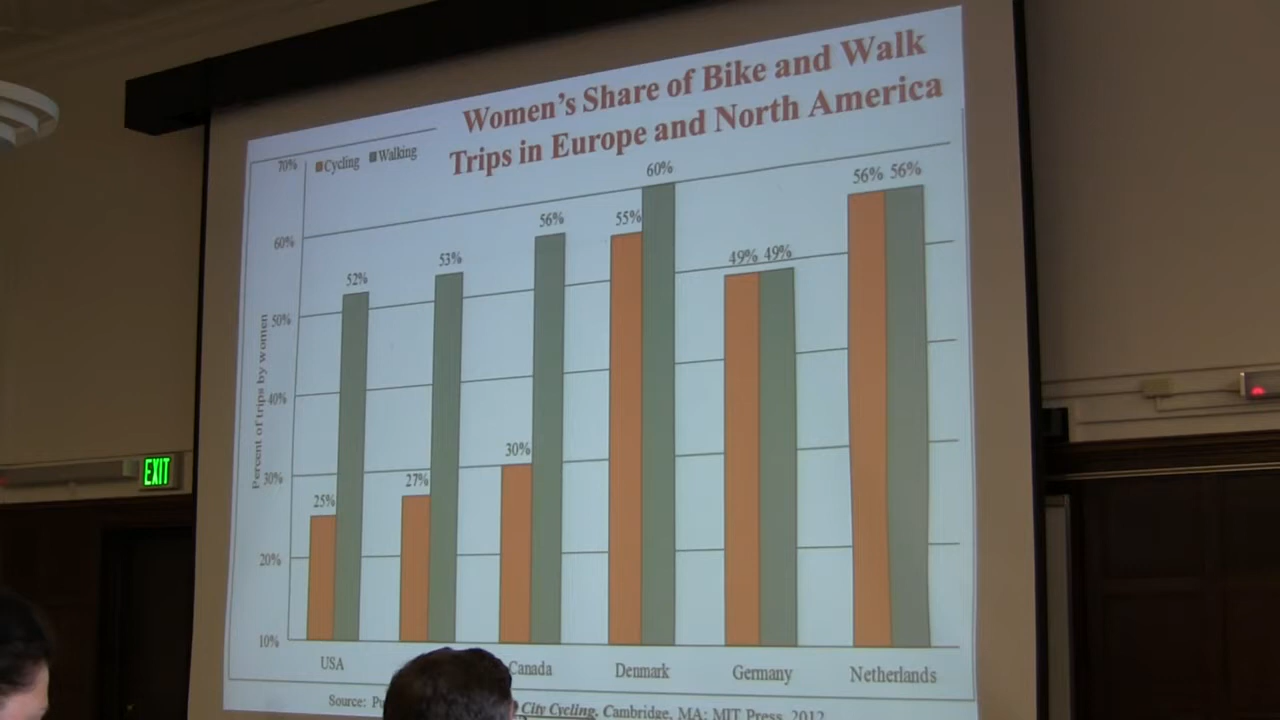 Women's Share of Bike and Walk
Trips in Europe and North America
Cycling Walking
70%
60%
50%
40%
30%
20%
10%
Percent of trips by women
25% 52%
27% 53%
30% 56%
55% 60%
49% 49%
56% 56%
USA Canada Denmark Germany Netherlands
Source: City Cycling, Cambridge, MA: MIT Press, 2012
EXIT